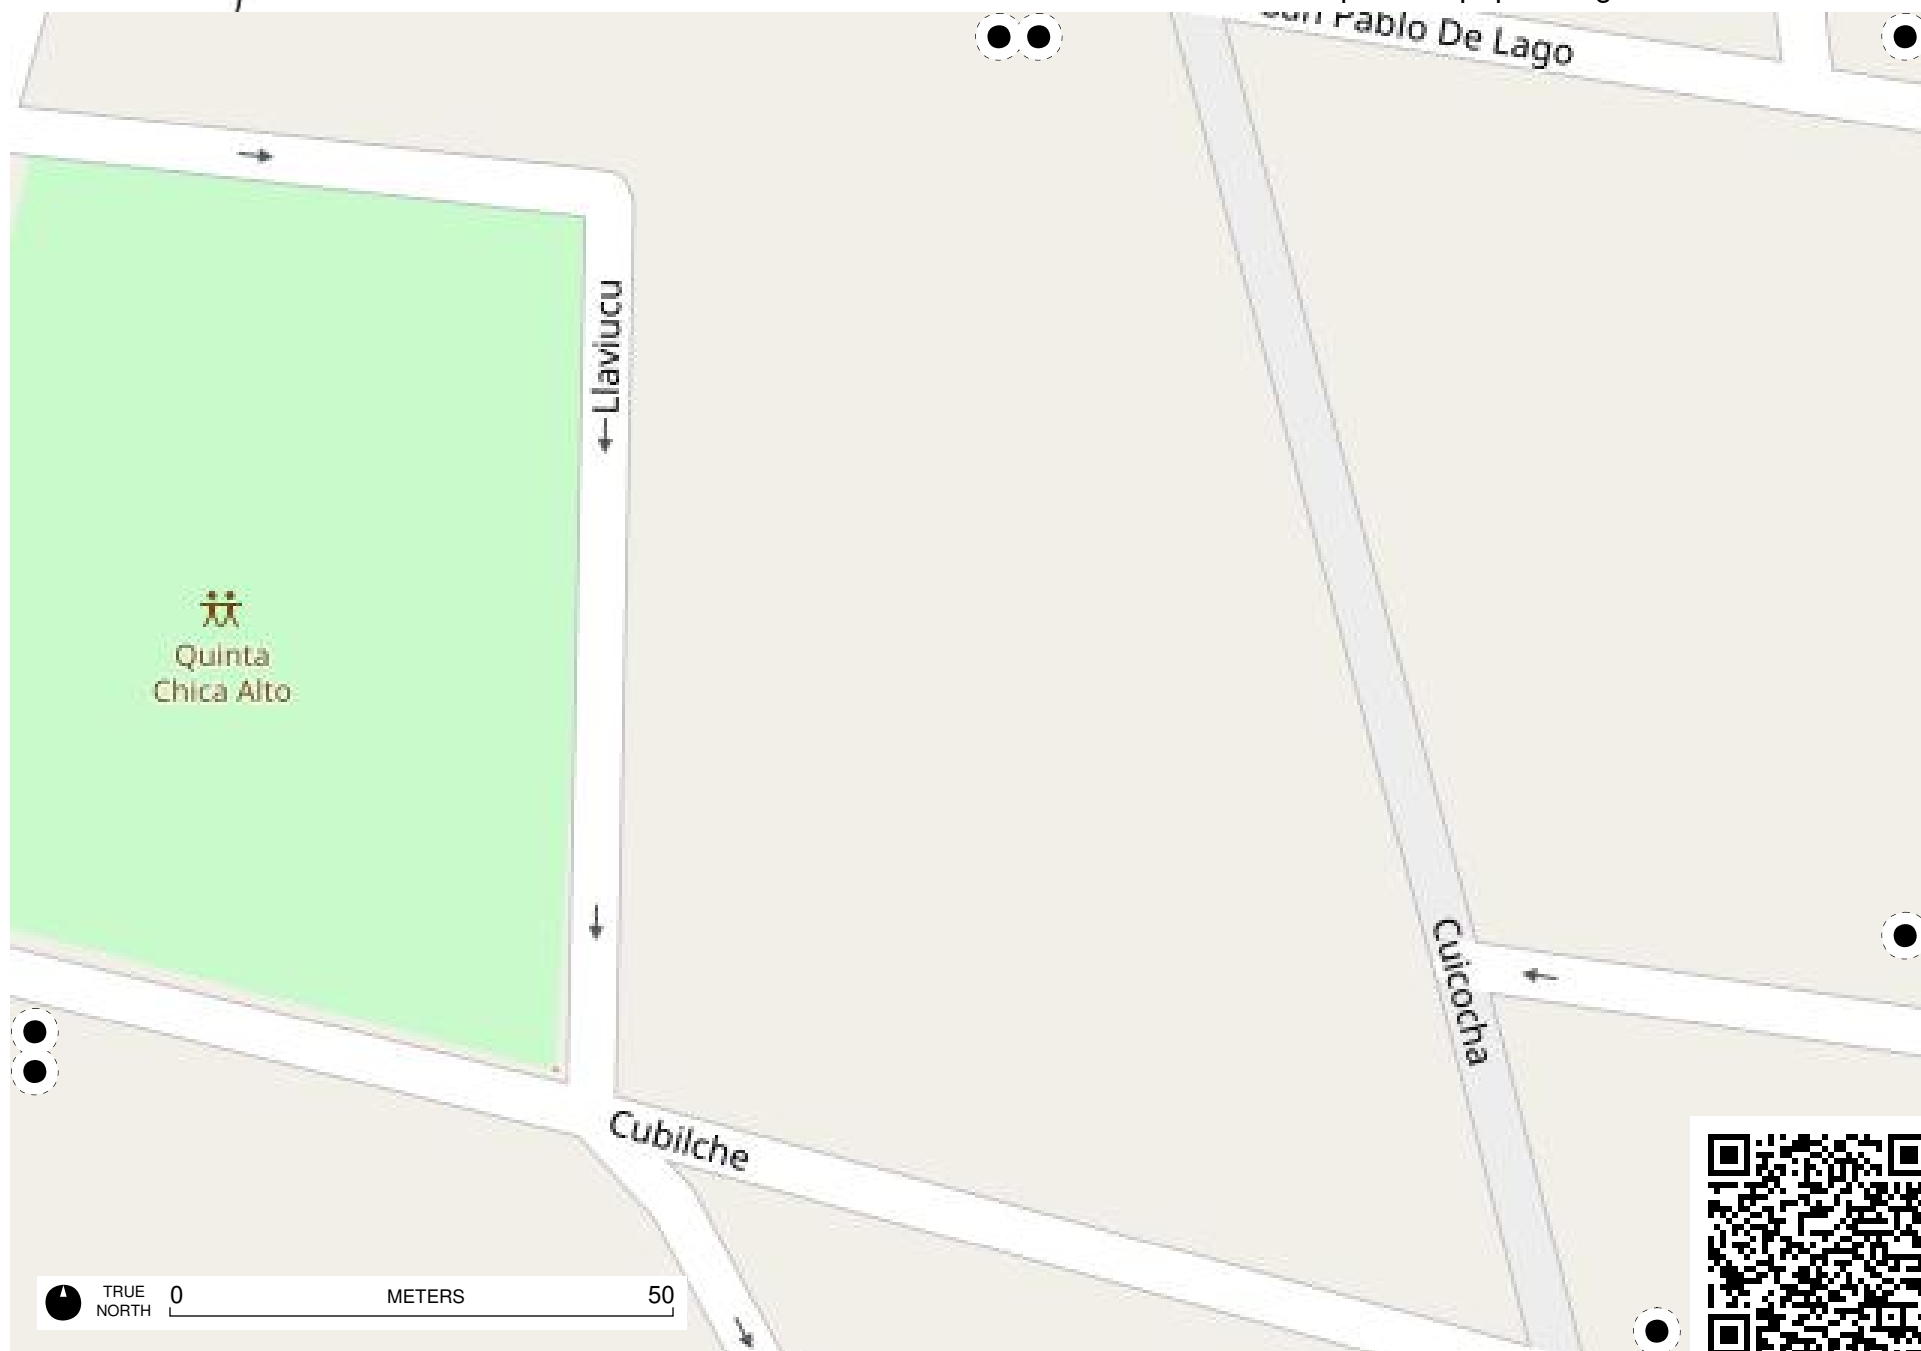 San Pablo De Lago
Llaviucu
Quinta
Chica Alto
Cuicocha
Cubilche
TRUE
NORTH
0
METERS
50